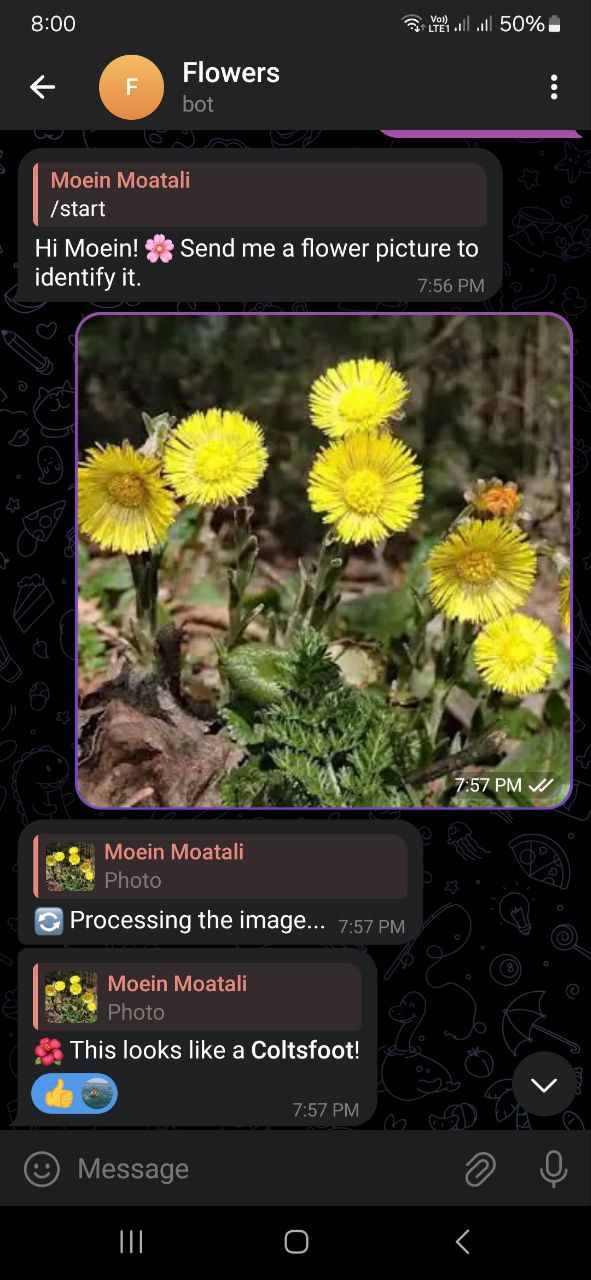 8:00
Vo))
LTE1
50%
F
Flowers
bot
Moein Moatali
/start
Hi Moein! 🌸 Send me a flower picture to
identify it.
7:56 PM
7:57 PM
Moein Moatali
Photo
🔄 Processing the image...
7:57 PM
Moein Moatali
Photo
🌺 This looks like a Coltsfoot!
👍
7:57 PM
Message